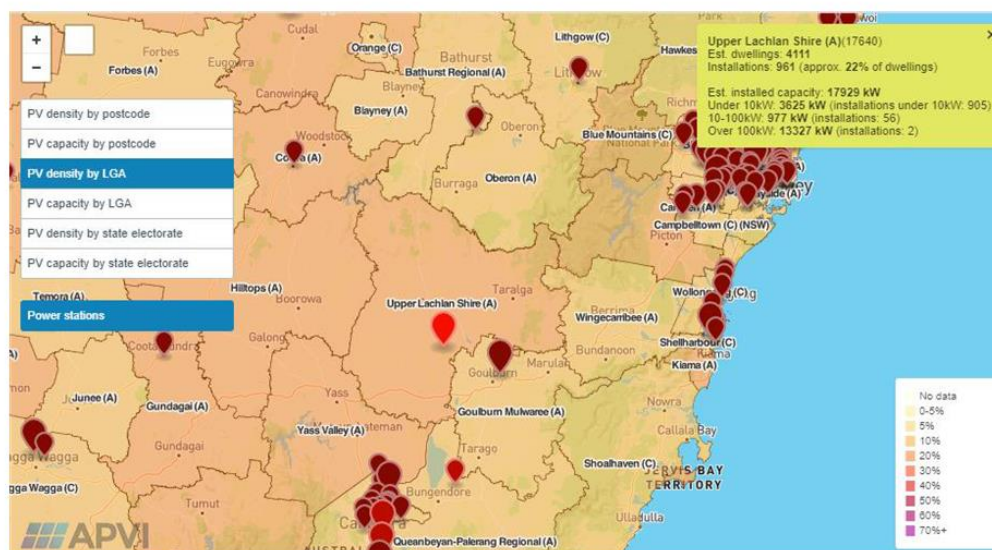 +
−
PV density by postcode
PV capacity by postcode
PV density by LGA
PV capacity by LGA
PV density by state electorate
PV capacity by state electorate
Power stations
Upper Lachlan Shire (A)(17640)
Est. dwellings: 4111
Installations: 961 (approx. 22% of dwellings)
Est. installed capacity: 17929 kW
Under 10kW: 3625 kW (installations under 10kW: 905)
10-100kW: 977 kW (installations: 56)
Over 100kW: 13327 kW (installations: 2)
Cudal
Orange (C)
Bathurst
Lithgow (C)
Park
Forbes
Eugowra
Forbes (A)
Bathurst Regional (A)
Blayney
Blayney (A)
Canowindra
Oberon
Woodstock
Blue Mountains (C)
National Park
Oberon (A)
Burraga
Campbelltown (C) (NSW)
Picton
Temora (A)
Hilltops (A)
Boorowa
Taralga
Upper Lachlan Shire (A)
Berrima
Wingecarribee (A)
Shellharbour (C)
Kiama
Kiama (A)
Galong
Goulburn
Marulan
Bundanoon
Junee (A)
Gundagai (A)
Yass
Goulburn Mulwaree (A)
Nowra
Yass Valley (A)
Callala Bay
Gundagai
Tarago
Shoalhaven (C)
JERVIS BAY
TERRITORY
Tumut
Bungendore
Ulladulla
Queanbeyan-Palerang Regional (A)
APVI
No data
0-5%
5%
10%
20%
30%
40%
50%
60%
70%+